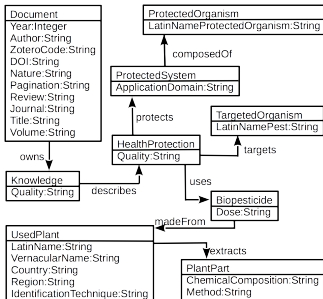 Document
Year:Integer
Author:String
ZoteroCode:String
DOI:String
Nature:String
Pagination:String
Review:String
Journal:String
Title:String
Volume:String
ProtectedOrganism
LatinNameProtectedOrganism:String
composedOf
ProtectedSystem
ApplicationDomain:String
protects
TargetedOrganism
LatinNamePest:String
HealthProtection
Quality:String
targets
owns
Knowledge
Quality:String
describes
uses
Biopesticide
Dose:String
madeFrom
UsedPlant
LatinName:String
VernacularName:String
Country:String
Region:String
IdentificationTechnique:String
extracts
PlantPart
ChemicalComposition:String
Method:String